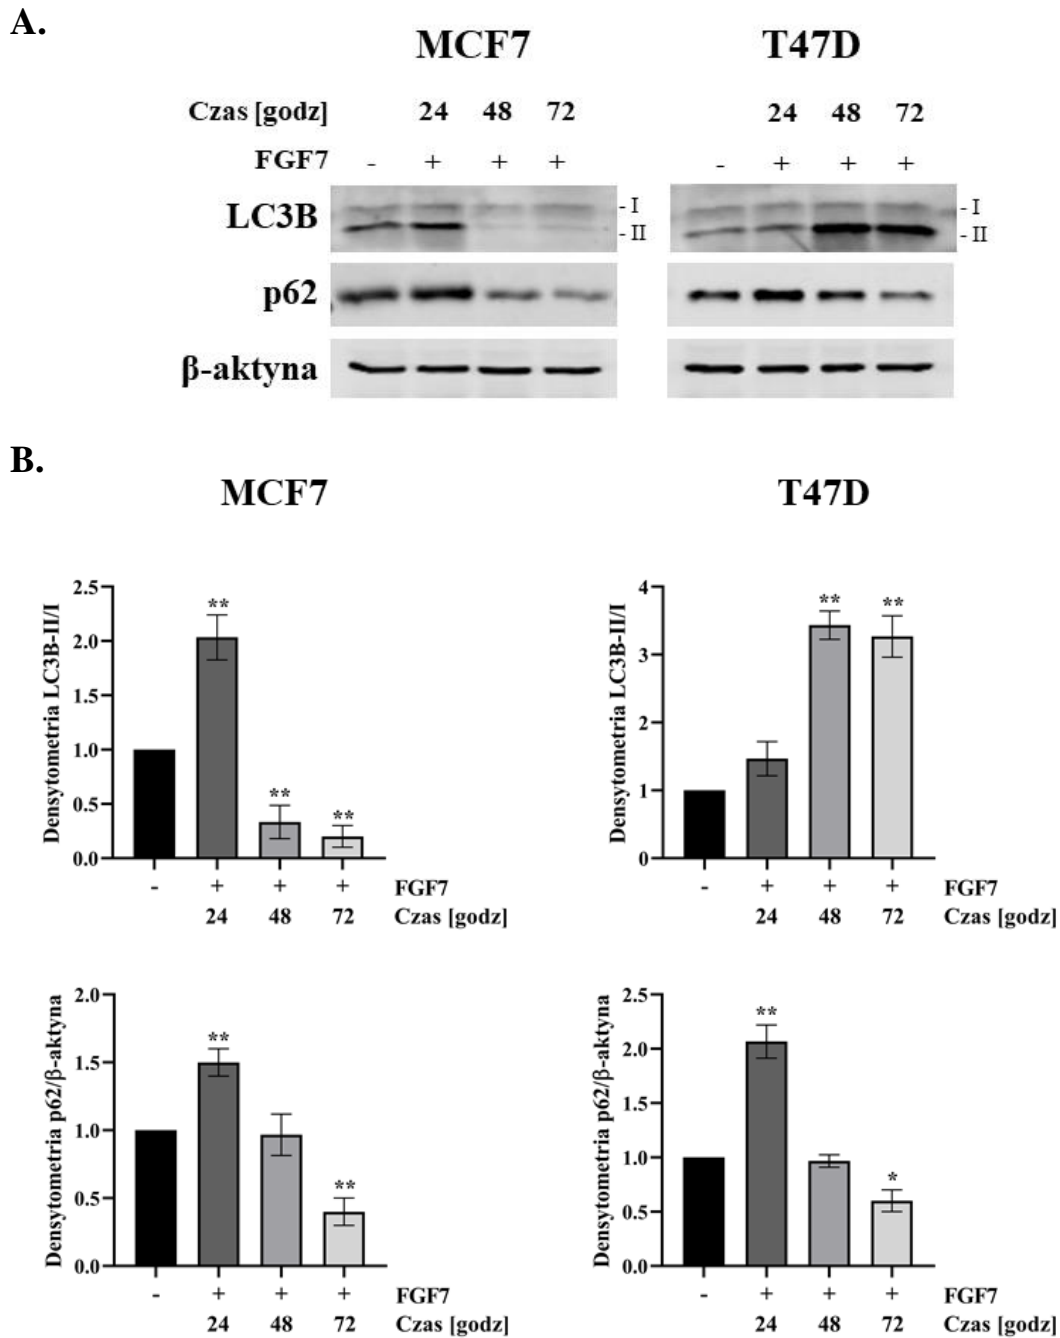 A.
MCF7 T47D
Czas [godz] 24 48 72 24 48 72
FGF7 - + + + - + + +
LC3B - I - II - I - II
p62
β-aktyna
B.
MCF7 T47D
Densytometria LC3B-II/I
2.5
2.0
1.5
1.0
0.5
0.0
** ** **
- + + + FGF7
24 48 72 Czas [godz]
Densytometria LC3B-II/I
4
3
2
1
0
** **
- + + + FGF7
24 48 72 Czas [godz]
Densytometria p62/β-aktyna
2.0
1.5
1.0
0.5
0.0
** **
- + + + FGF7
24 48 72 Czas [godz]
Densytometria p62/β-aktyna
2.5
2.0
1.5
1.0
0.5
0.0
** *
- + + + FGF7
24 48 72 Czas [godz]